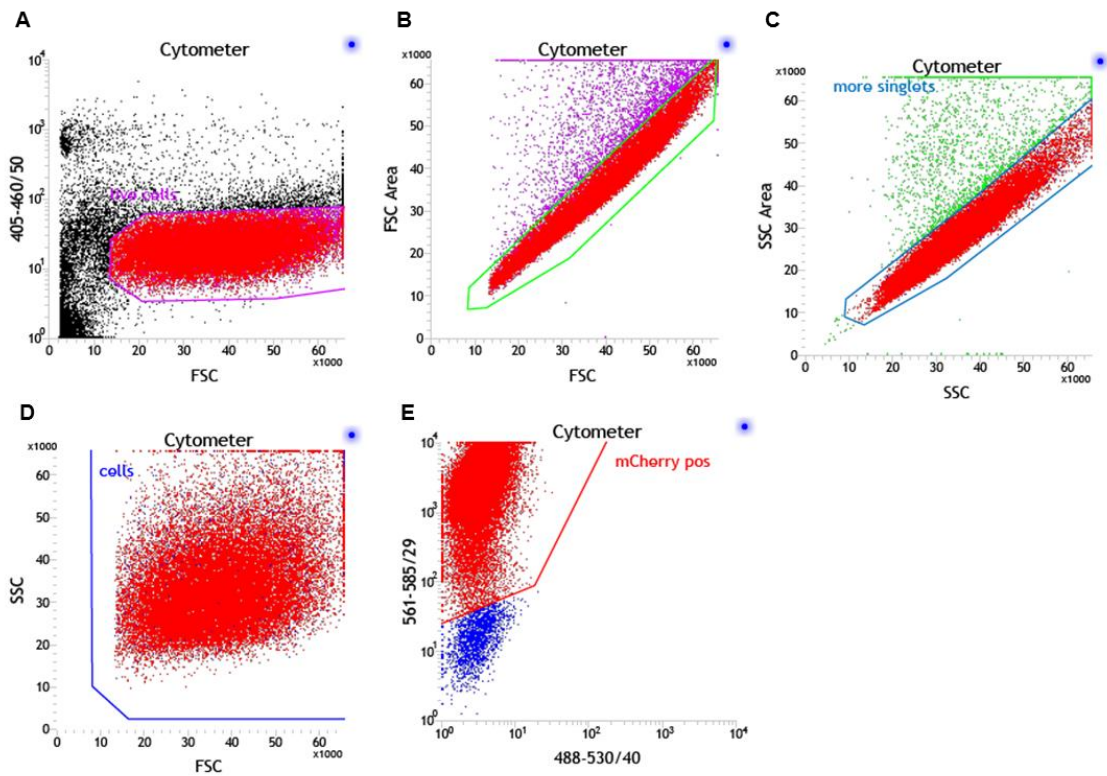 A
Cytometer
10⁴
10³
10²
10¹
10⁰
405-460/50
live cells
0 10 20 30 40 50 60
x1000
FSC
B
Cytometer
x1000
60
50
40
30
20
10
0
FSC Area
0 10 20 30 40 50 60
x1000
FSC
C
Cytometer
x1000
more singlets
60
50
40
30
20
10
0
SSC Area
0 10 20 30 40 50 60
x1000
SSC
D
Cytometer
x1000
cells
60
50
40
30
20
10
0
SSC
0 10 20 30 40 50 60
x1000
FSC
E
Cytometer
10⁴
mCherry pos
10³
10²
10¹
10⁰
561-585/29
10⁰ 10¹ 10² 10³ 10⁴
488-530/40